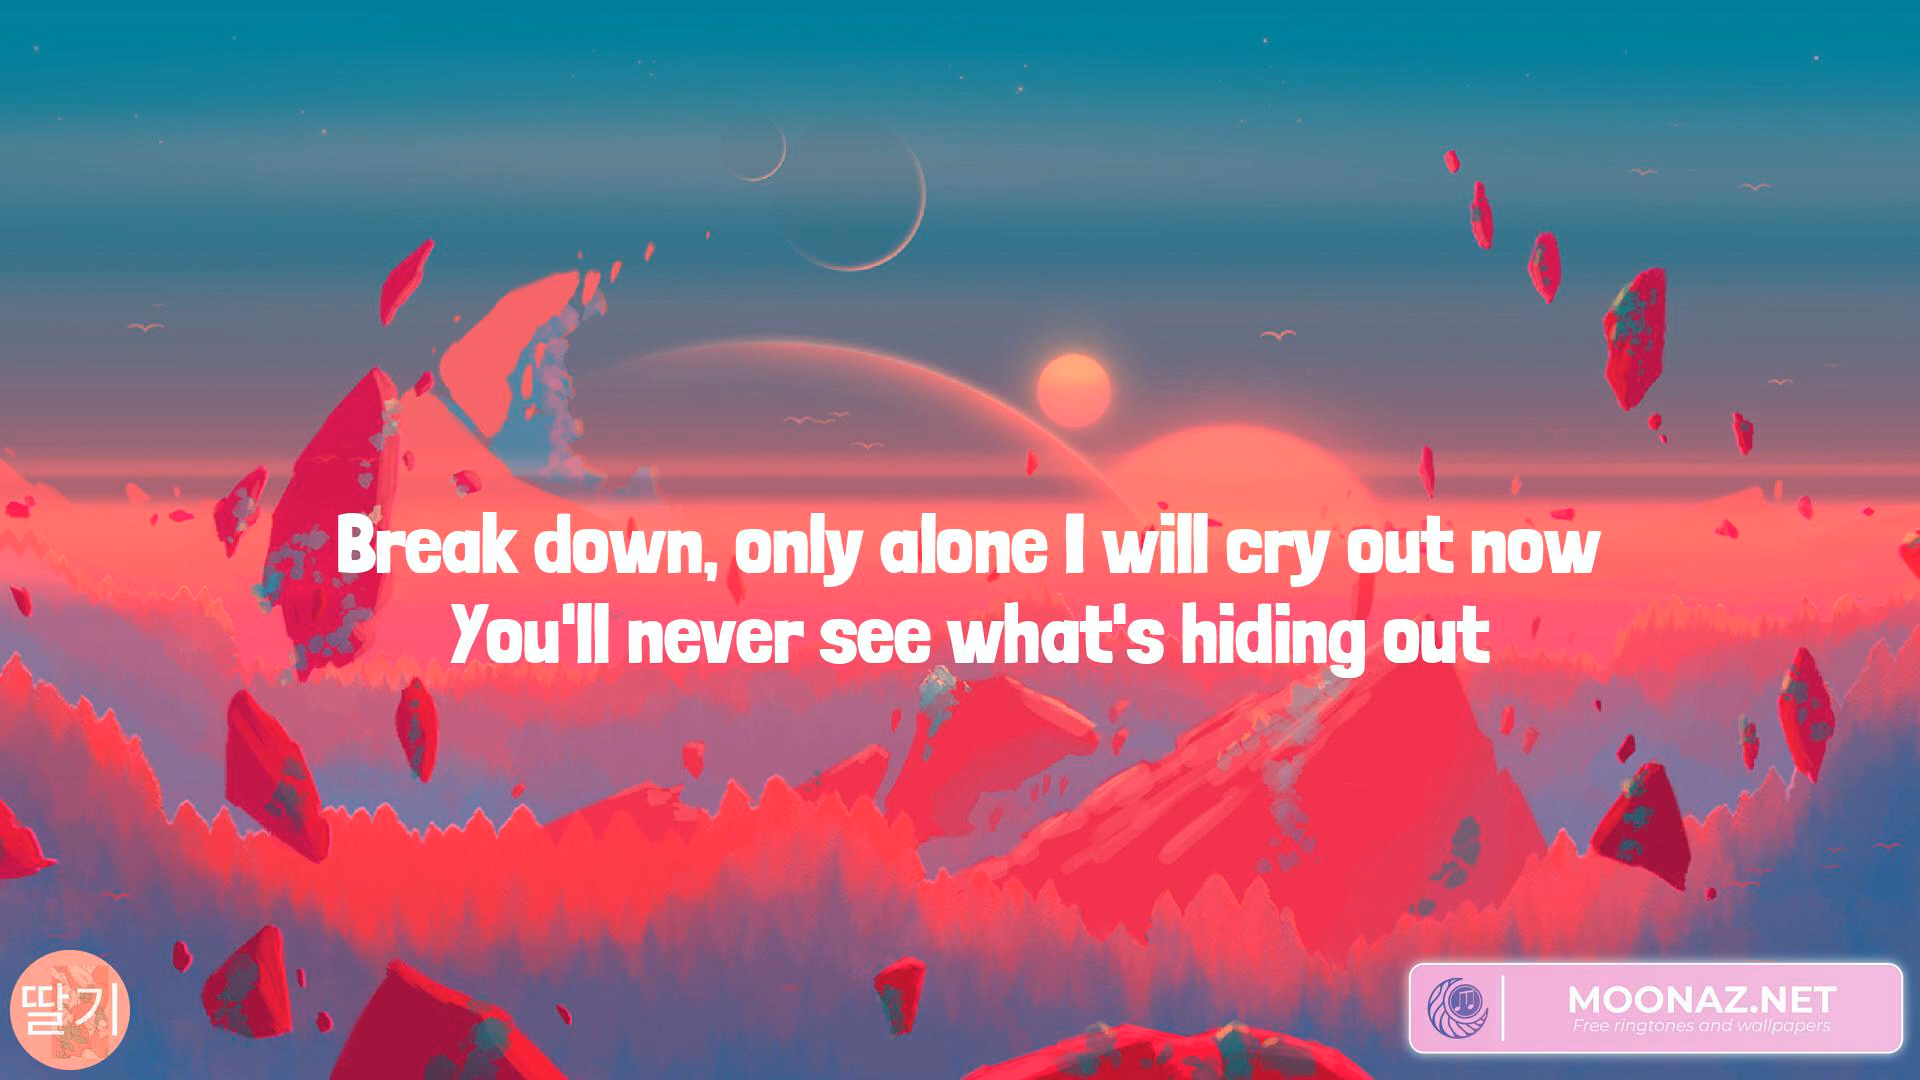 Break down, only alone I will cry out now
You'll never see what's hiding out
딸기
MOONAZ.NET
Free ringtones and wallpapers